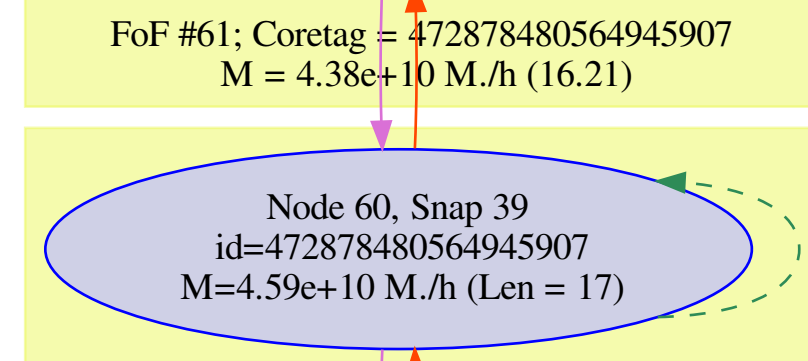 FoF #61; Coretag = 472878480564945907
M = 4.38e+10 M./h (16.21)
Node 60, Snap 39
id=472878480564945907
M=4.59e+10 M./h (Len = 17)